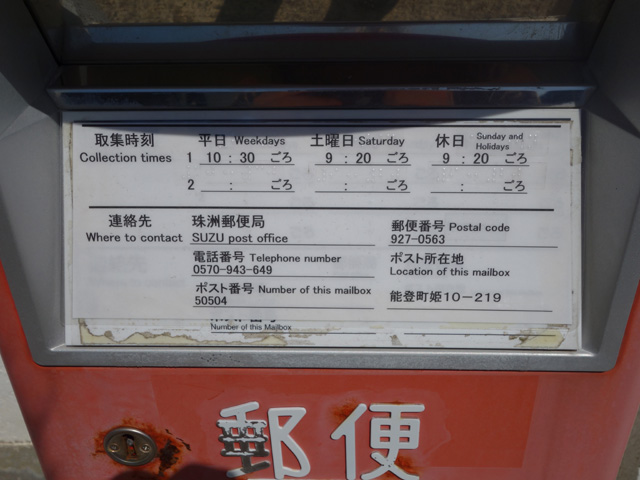 取集時刻 平日 Weekdays 土曜日 Saturday 休日 Sunday and Holidays
Collection times 1 10 : 30 ごろ 9 : 20 ごろ 9 : 20 ごろ
2 : ごろ : ごろ : ごろ
連絡先 珠洲郵便局 郵便番号 Postal code
Where to contact SUZU post office 927-0563
電話番号 Telephone number ポスト所在地
0570-943-649 Location of this mailbox
ポスト番号 Number of this mailbox
50504 能登町姫10-219
Number of this Mailbox
郵便